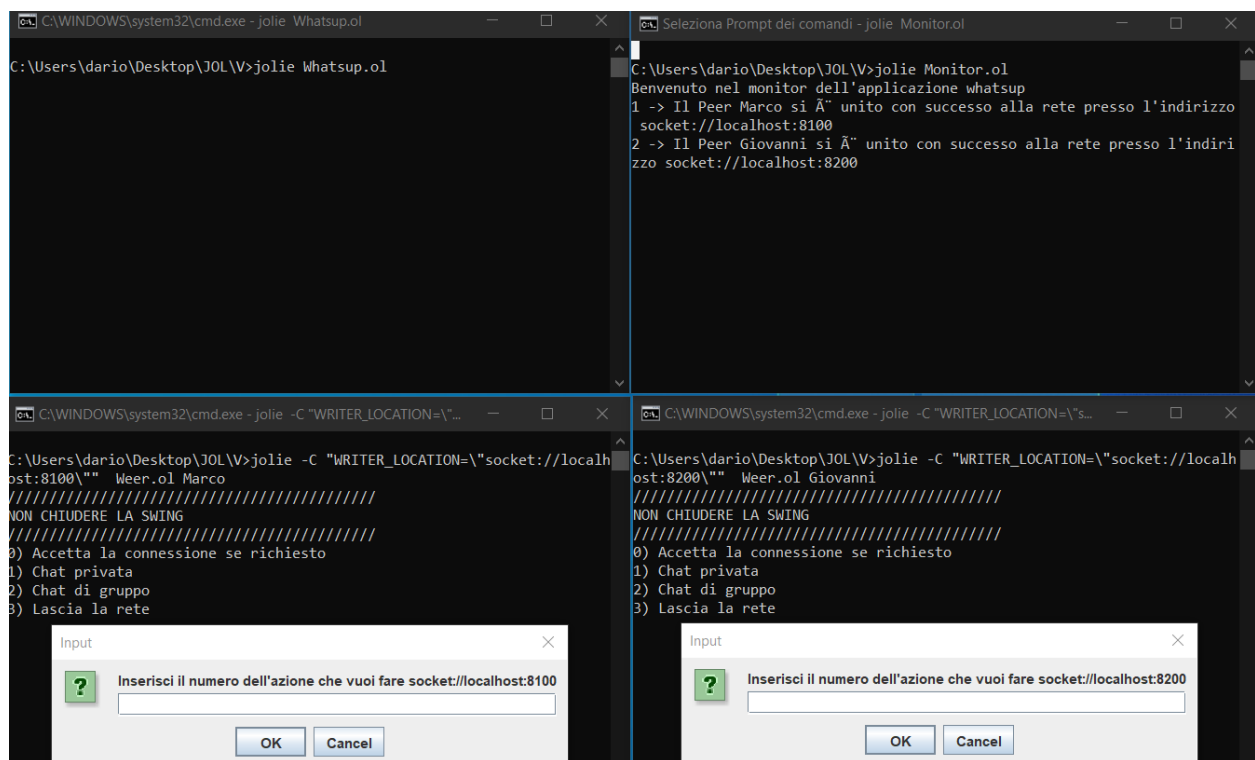 C:\WINDOWS\system32\cmd.exe - jolie Whatsup.ol
C:\Users\dario\Desktop\JOL\V>jolie Whatsup.ol
Seleziona Prompt dei comandi - jolie Monitor.ol
C:\Users\dario\Desktop\JOL\V>jolie Monitor.ol
Benvenuto nel monitor dell'applicazione whatsup
1 -> Il Peer Marco si Ã¨ unito con successo alla rete presso l'indirizzo
socket://localhost:8100
2 -> Il Peer Giovanni si Ã¨ unito con successo alla rete presso l'indiri
zzo socket://localhost:8200
C:\WINDOWS\system32\cmd.exe - jolie -C "WRITER_LOCATION=\"...
C:\Users\dario\Desktop\JOL\V>jolie -C "WRITER_LOCATION=\"socket://localh
ost:8100\"" Weer.ol Marco
/////////////////////////////////////////////
NON CHIUDERE LA SWING
/////////////////////////////////////////////
0) Accetta la connessione se richiesto
1) Chat privata
2) Chat di gruppo
3) Lascia la rete
Input
Inserisci il numero dell'azione che vuoi fare socket://localhost:8100
OK Cancel
C:\WINDOWS\system32\cmd.exe - jolie -C "WRITER_LOCATION=\"s...
C:\Users\dario\Desktop\JOL\V>jolie -C "WRITER_LOCATION=\"socket://localh
ost:8200\"" Weer.ol Giovanni
/////////////////////////////////////////////
NON CHIUDERE LA SWING
/////////////////////////////////////////////
0) Accetta la connessione se richiesto
1) Chat privata
2) Chat di gruppo
3) Lascia la rete
Input
Inserisci il numero dell'azione che vuoi fare socket://localhost:8200
OK Cancel